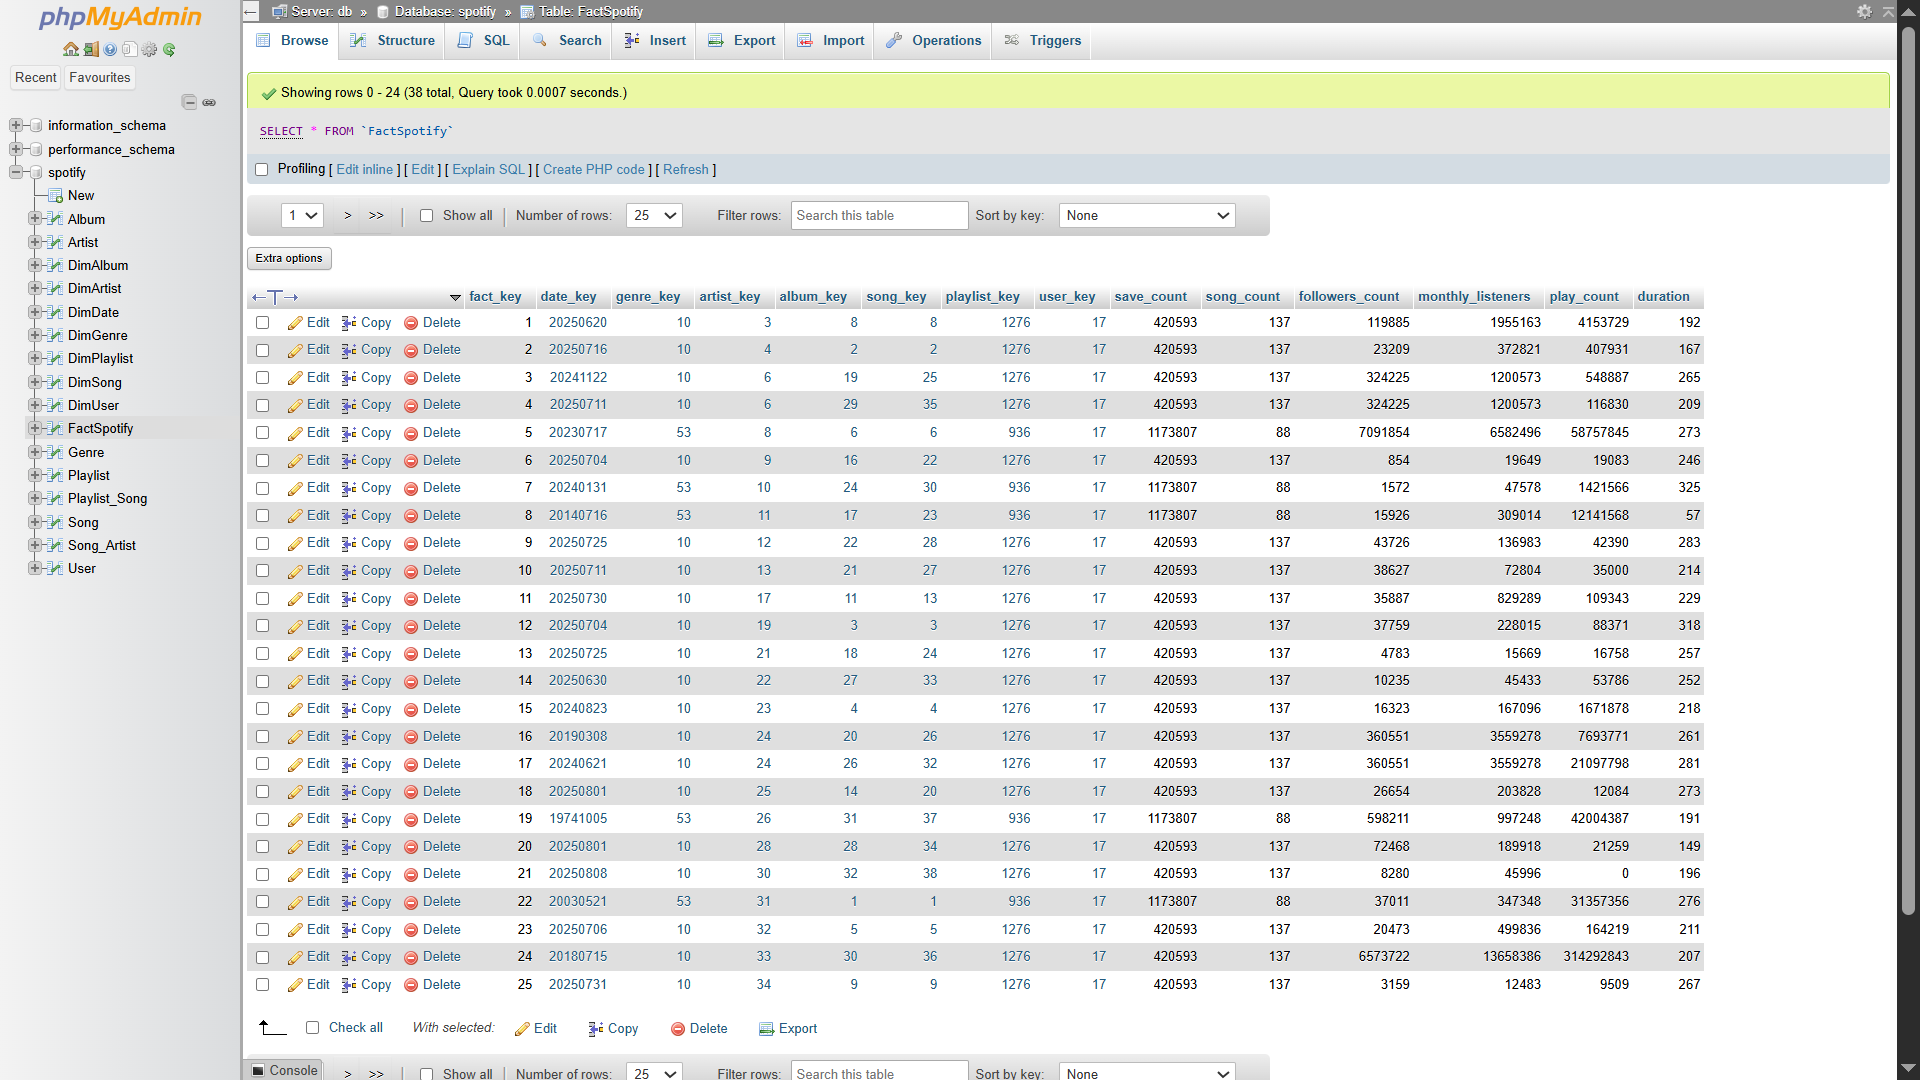 phpMyAdmin
Recent Favourites
information_schema
performance_schema
spotify
New
Album
Artist
DimAlbum
DimArtist
DimDate
DimGenre
DimPlaylist
DimSong
DimUser
FactSpotify
Genre
Playlist
Playlist_Song
Song
Song_Artist
User
Server: db » Database: spotify » Table: FactSpotify
Browse Structure SQL Search Insert Export Import Operations Triggers
Showing rows 0 - 24 (38 total, Query took 0.0007 seconds.)
SELECT * FROM `FactSpotify`
Profiling [ Edit inline ] [ Edit ] [ Explain SQL ] [ Create PHP code ] [ Refresh ]
1 > >> Show all Number of rows: 25 Filter rows: Search this table Sort by key: None
Extra options
fact_key date_key genre_key artist_key album_key song_key playlist_key user_key save_count song_count followers_count monthly_listeners play_count duration
Edit Copy Delete 1 20250620 10 3 8 8 1276 17 420593 137 119885 1955163 4153729 192
Edit Copy Delete 2 20250716 10 4 2 2 1276 17 420593 137 23209 372821 407931 167
Edit Copy Delete 3 20241122 10 6 19 25 1276 17 420593 137 324225 1200573 548887 265
Edit Copy Delete 4 20250711 10 6 29 35 1276 17 420593 137 324225 1200573 116830 209
Edit Copy Delete 5 20230717 53 8 6 6 936 17 1173807 88 7091854 6582496 58757845 273
Edit Copy Delete 6 20250704 10 9 16 22 1276 17 420593 137 854 19649 19083 246
Edit Copy Delete 7 20240131 53 10 24 30 936 17 1173807 88 1572 47578 1421566 325
Edit Copy Delete 8 20140716 53 11 17 23 936 17 1173807 88 15926 309014 12141568 57
Edit Copy Delete 9 20250725 10 12 22 28 1276 17 420593 137 43726 136983 42390 283
Edit Copy Delete 10 20250711 10 13 21 27 1276 17 420593 137 38627 72804 35000 214
Edit Copy Delete 11 20250730 10 17 11 13 1276 17 420593 137 35887 829289 109343 229
Edit Copy Delete 12 20250704 10 19 3 3 1276 17 420593 137 37759 228015 88371 318
Edit Copy Delete 13 20250725 10 21 18 24 1276 17 420593 137 4783 15669 16758 257
Edit Copy Delete 14 20250630 10 22 27 33 1276 17 420593 137 10235 45433 53786 252
Edit Copy Delete 15 20240823 10 23 4 4 1276 17 420593 137 16323 167096 1671878 218
Edit Copy Delete 16 20190308 10 24 20 26 1276 17 420593 137 360551 3559278 7693771 261
Edit Copy Delete 17 20240621 10 24 26 32 1276 17 420593 137 360551 3559278 21097798 281
Edit Copy Delete 18 20250801 10 25 14 20 1276 17 420593 137 26654 203828 12084 273
Edit Copy Delete 19 19741005 53 26 31 37 936 17 1173807 88 598211 997248 42004387 191
Edit Copy Delete 20 20250801 10 28 28 34 1276 17 420593 137 72468 189918 21259 149
Edit Copy Delete 21 20250808 10 30 32 38 1276 17 420593 137 8280 45996 0 196
Edit Copy Delete 22 20030521 53 31 1 1 936 17 1173807 88 37011 347348 31357356 276
Edit Copy Delete 23 20250706 10 32 5 5 1276 17 420593 137 20473 499836 164219 211
Edit Copy Delete 24 20180715 10 33 30 36 1276 17 420593 137 6573722 13658386 314292843 207
Edit Copy Delete 25 20250731 10 34 9 9 1276 17 420593 137 3159 12483 9509 267
Check all With selected: Edit Copy Delete Export
Console > >> Show all Number of rows: 25 Filter rows: Search this table Sort by key: None